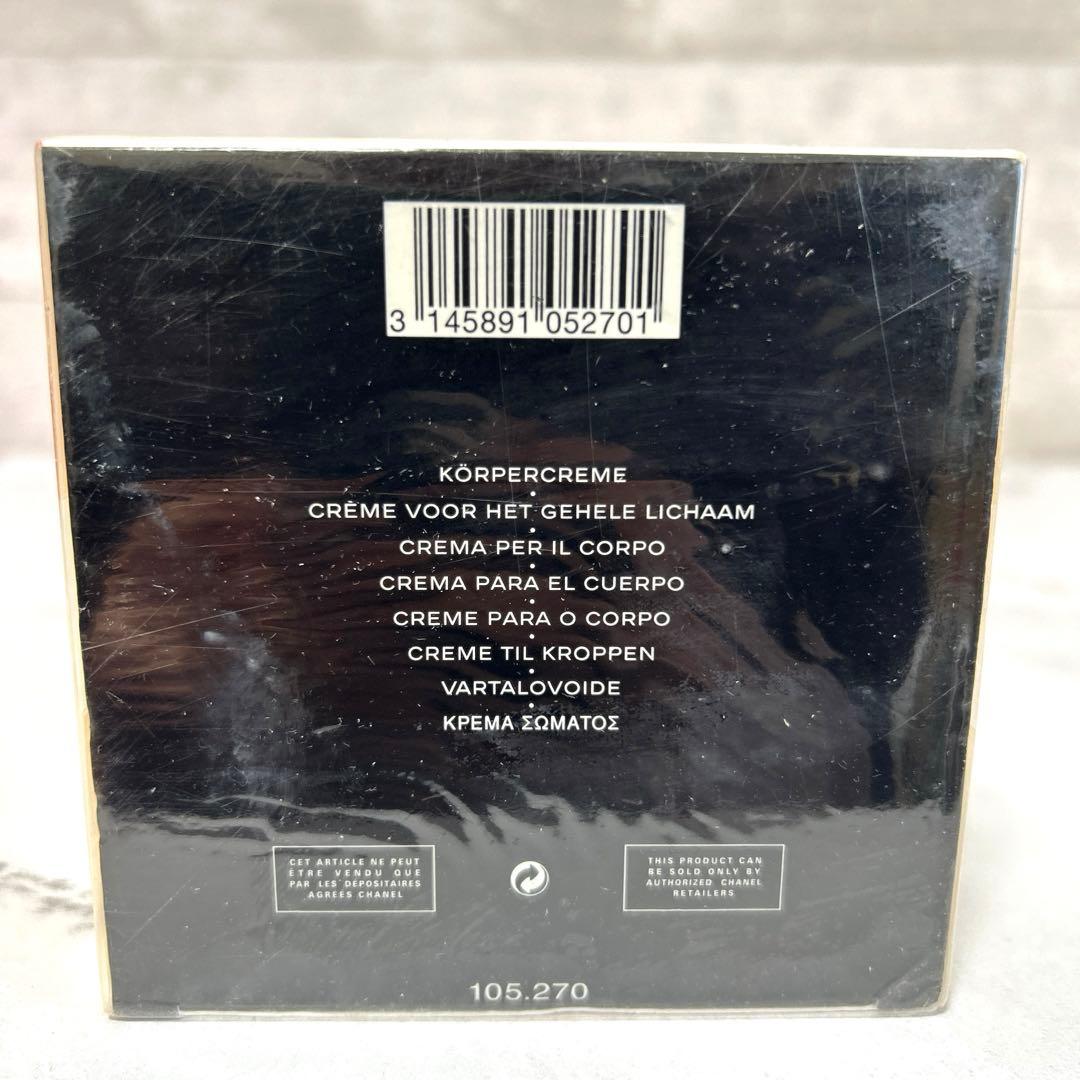 3 145891 052701
KÖRPERCREME
CRÈME VOOR HET GEHELE LICHAAM
CREMA PER IL CORPO
CREMA PARA EL CUERPO
CREME PARA O CORPO
CREME TIL KROPPEN
VARTALOVOIDE
ΚΡΕΜΑ ΣΩΜΑΤΟΣ
CET ARTICLE NE PEUT
ÊTRE VENDU QUE
PAR LES DÉPOSITAIRES
AGRÉÉS CHANEL
THIS PRODUCT CAN
BE SOLD ONLY BY
AUTHORIZED CHANEL
RETAILERS
105.270